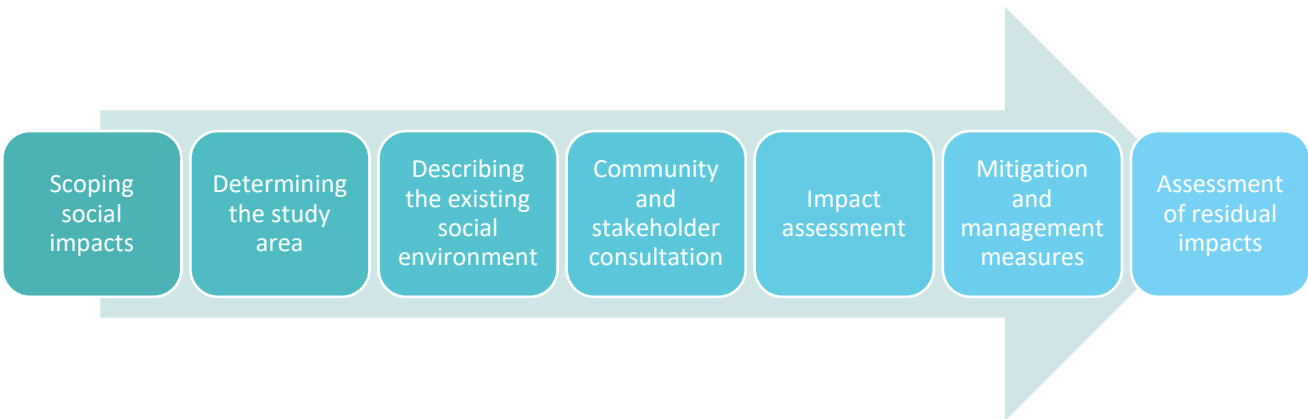 Scoping
social
impacts
Determining
the study
area
Describing
the existing
social
environment
Community
and
stakeholder
consultation
Impact
assessment
Mitigation
and
management
measures
Assessment
of residual
impacts